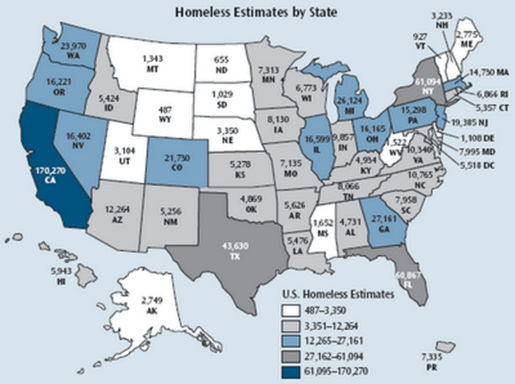 Homeless Estimates by State
23,970
WA
16,221
OR
170,270
CA
16,402
NV
5,424
ID
1,343
MT
487
WY
3,104
UT
21,730
CO
12,264
AZ
5,256
NM
655
ND
1,029
SD
3,350
NE
5,278
KS
4,869
OK
43,630
TX
7,313
MN
8,130
IA
7,135
MO
5,626
AR
5,476
LA
6,773
WI
16,599
IL
26,124
MI
9,857
IN
16,165
OH
4,934
KY
8,066
TN
1,652
MS
4,731
AL
27,161
GA
60,867
FL
7,958
SC
10,765
NC
10,340
VA
1,522
WV
15,298
PA
61,094
NY
927
VT
3,233
NH
2,775
ME
14,730 MA
6,866 RI
5,357 CT
19,385 NJ
1,108 DE
7,995 MD
5,518 DC
5,943
HI
2,749
AK
7,335
PR
U.S. Homeless Estimates
487–3,350
3,351–12,264
12,265–27,161
27,162–61,094
61,095–170,270